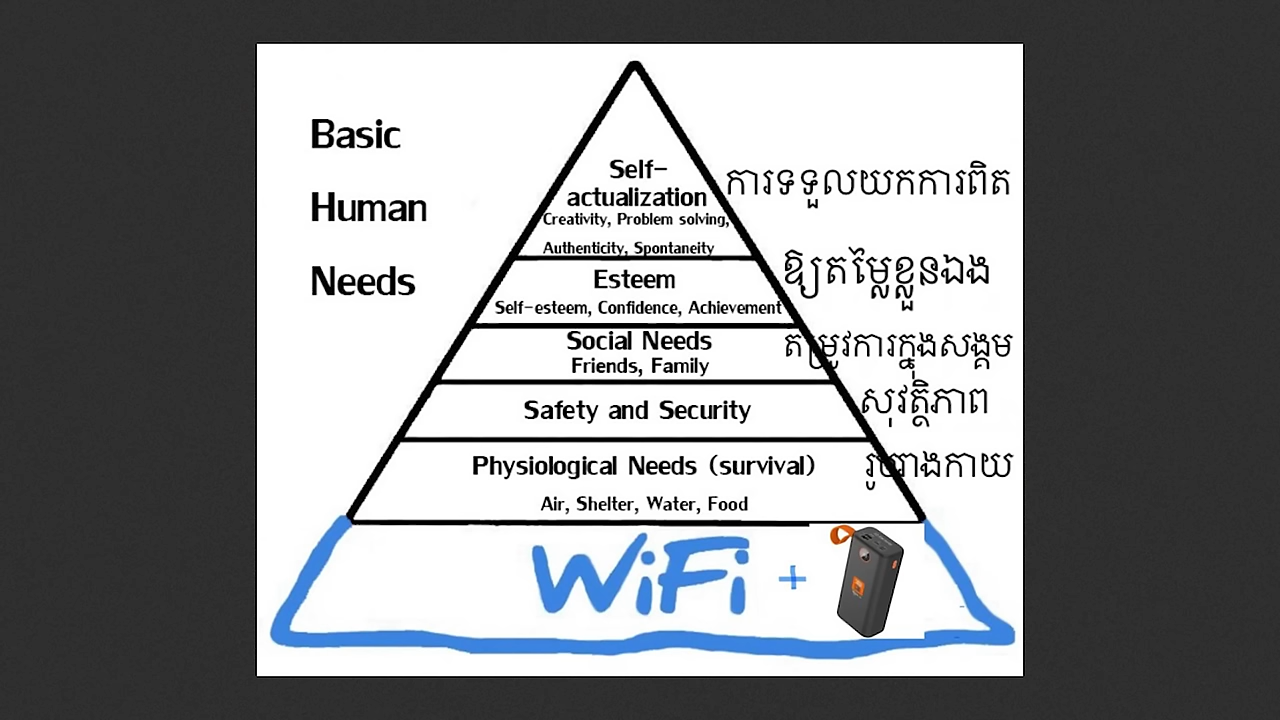 Basic
Human
Needs
Self-
actualization
Creativity, Problem solving,
Authenticity, Spontaneity
ការទទួលយកការពិត
Esteem
Self-esteem, Confidence, Achievement
ឱ្យតម្លៃខ្លួនឯង
Social Needs
Friends, Family
តម្រូវការក្នុងសង្គម
Safety and Security
សុវត្ថិភាព
Physiological Needs (survival)
Air, Shelter, Water, Food
រូបរាងកាយ
WiFi +